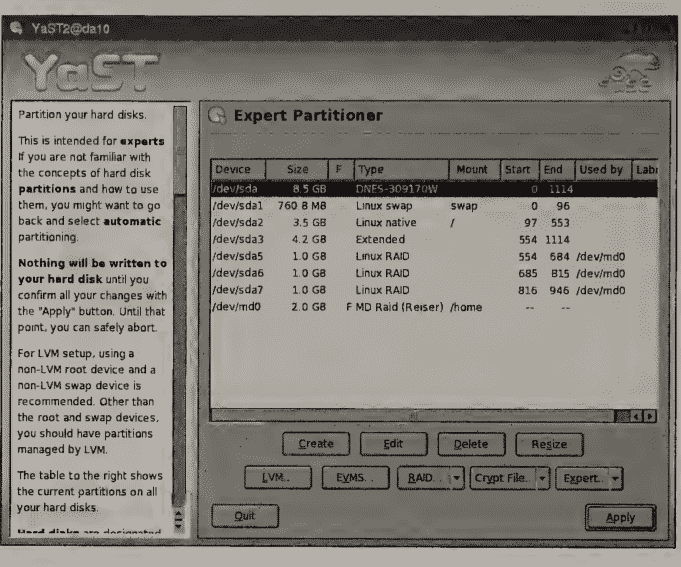 YaST2@da10
YaST
Partition your hard disks.
This is intended for experts
If you are not familiar with
the concepts of hard disk
partitions and how to use
them, you might want to go
back and select automatic
partitioning.
Nothing will be written to
your hard disk until you
confirm all your changes with
the "Apply" button. Until that
point, you can safely abort.
For LVM setup, using a
non-LVM root device and a
non-LVM swap device is
recommended. Other than
the root and swap devices,
you should have partitions
managed by LVM.
The table to the right shows
the current partitions on all
your hard disks.
Hard disks are designated
Expert Partitioner
Device Size F Type Mount Start End Used by Lab
/dev/sda 8.5 GB DNES-309170W 0 1114
/dev/sda1 760 8 MB Linux swap swap 0 96
/dev/sda2 3.5 GB Linux native / 97 553
/dev/sda3 4.2 GB Extended 554 1114
/dev/sda5 1.0 GB Linux RAID 554 684 /dev/md0
/dev/sda6 1.0 GB Linux RAID 685 815 /dev/md0
/dev/sda7 1.0 GB Linux RAID 816 946 /dev/md0
/dev/md0 2.0 GB F MD Raid (Reiser) /home -- --
Create Edit Delete Resize
LVM.. EVMS.. RAID.. Crypt File.. Expert..
Quit Apply